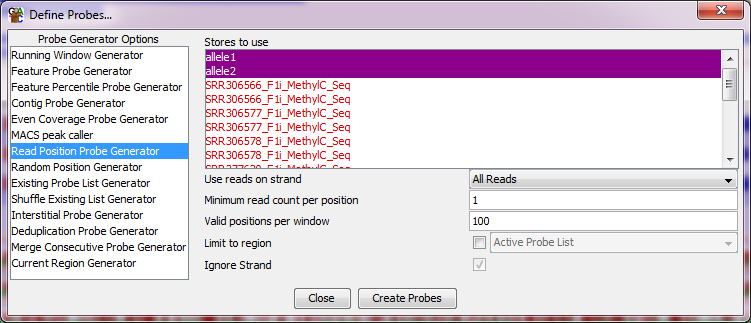 Define Probes...
Probe Generator Options
Running Window Generator
Feature Probe Generator
Feature Percentile Probe Generator
Contig Probe Generator
Even Coverage Probe Generator
MACS peak caller
Read Position Probe Generator
Random Position Generator
Existing Probe List Generator
Shuffle Existing List Generator
Interstitial Probe Generator
Deduplication Probe Generator
Merge Consecutive Probe Generator
Current Region Generator
Stores to use
allele1
allele2
SRR306566_F1i_MethylC_Seq
SRR306566_F1i_MethylC_Seq
SRR306577_F1i_MethylC_Seq
SRR306577_F1i_MethylC_Seq
SRR306578_F1i_MethylC_Seq
SRR306578_F1i_MethylC_Seq
Use reads on strand All Reads
Minimum read count per position 1
Valid positions per window 100
Limit to region Active Probe List
Ignore Strand
Close Create Probes